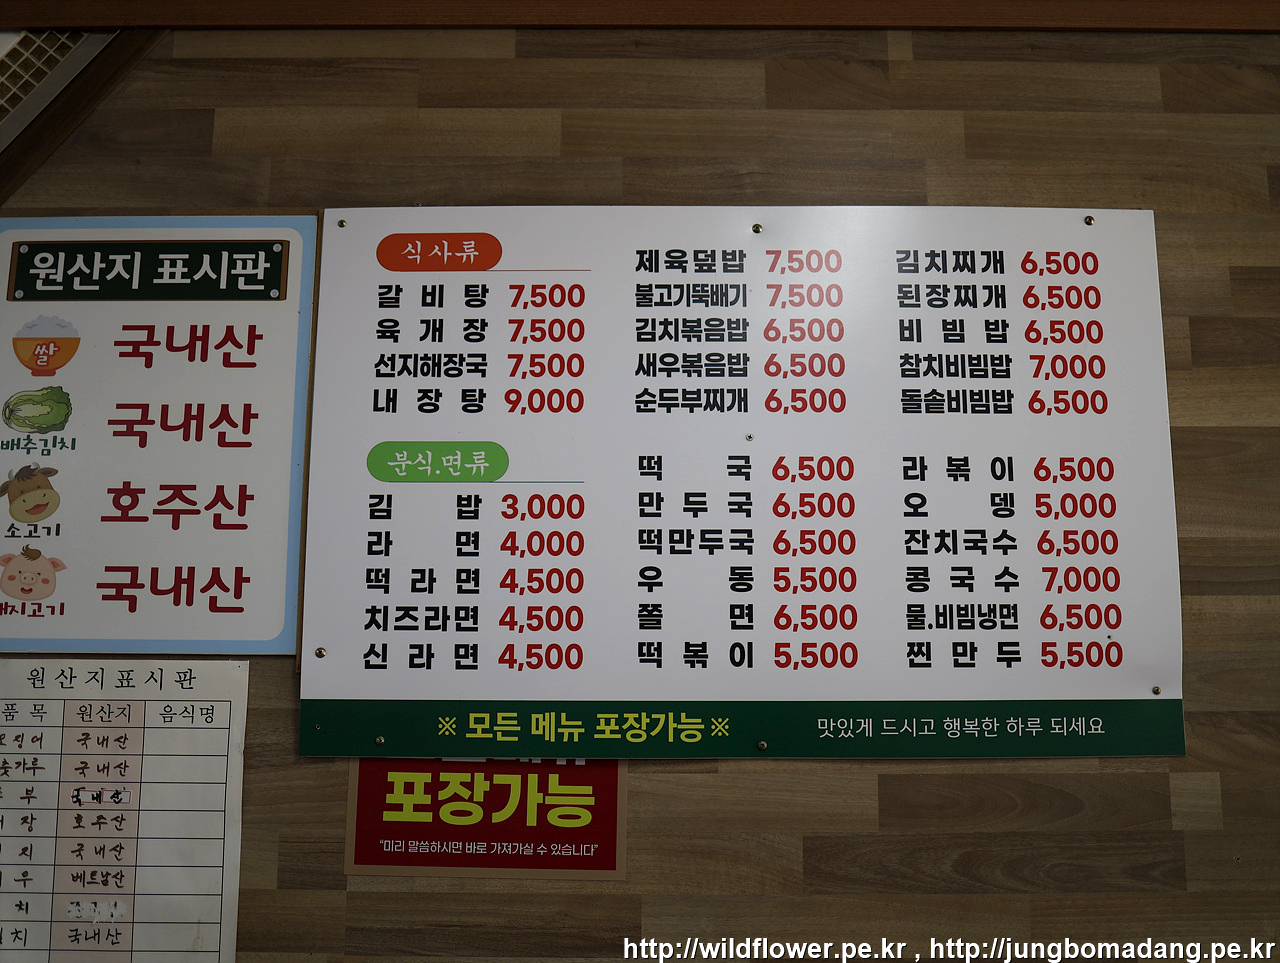 원산지 표시판
쌀 국내산
배추김치 국내산
소고기 호주산
국내산
식사류
갈비탕 7,500
육개장 7,500
선지해장국 7,500
내장탕 9,000
제육덮밥 7,500
불고기뚝배기 7,500
김치볶음밥 6,500
새우볶음밥 6,500
순두부찌개 6,500
김치찌개 6,500
된장찌개 6,500
비빔밥 6,500
참치비빔밥 7,000
돌솥비빔밥 6,500
분식.면류
김밥 3,000
라면 4,000
떡라면 4,500
치즈라면 4,500
신라면 4,500
떡국 6,500
만두국 6,500
떡만두국 6,500
우동 5,500
쫄면 6,500
떡볶이 5,500
라볶이 6,500
오뎅 5,000
잔치국수 6,500
콩국수 7,000
물.비빔냉면 6,500
찐만두 5,500
※ 모든 메뉴 포장가능 ※
맛있게 드시고 행복한 하루 되세요
포장가능
“미리 말씀하시면 바로 가져가실 수 있습니다”
원산지표시판
품목 원산지 음식명
국내산
국내산
국내산
호주산
국내산
베트남산
국내산
http://wildflower.pe.kr , http://jungbomadang.pe.kr